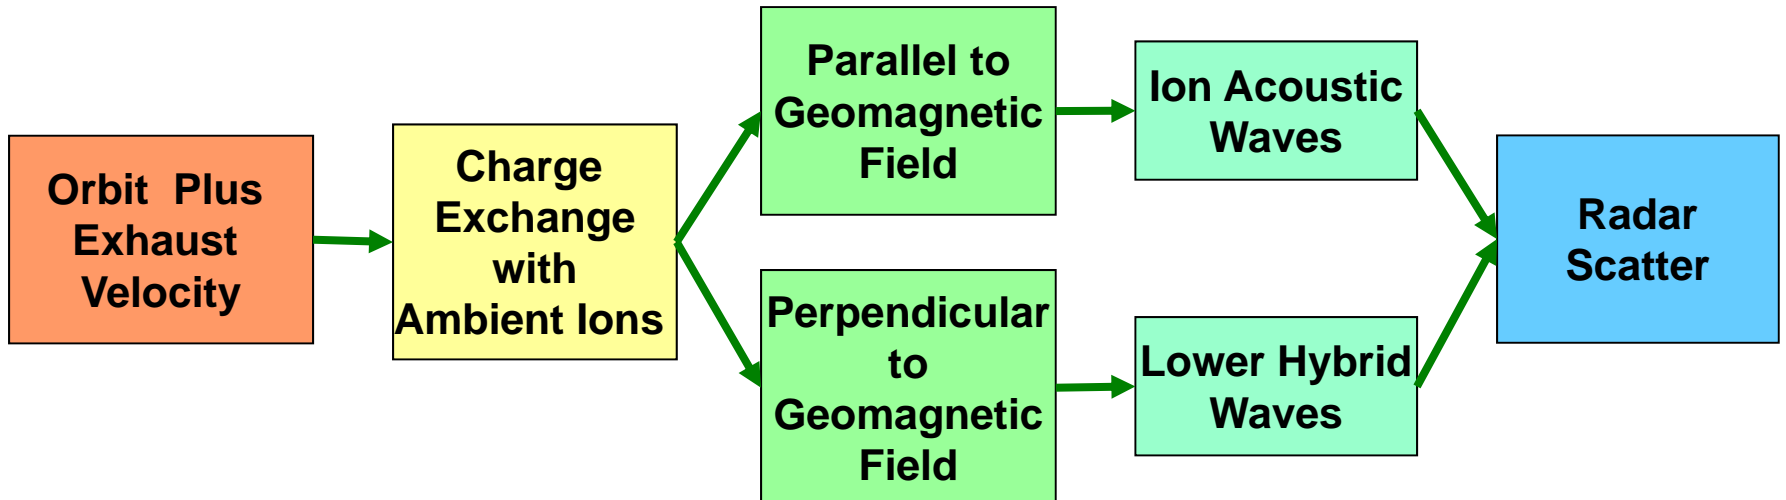 Orbit Plus
Exhaust
Velocity
Charge
Exchange
with
Ambient Ions
Parallel to
Geomagnetic
Field
Perpendicular
to
Geomagnetic
Field
Ion Acoustic
Waves
Lower Hybrid
Waves
Radar
Scatter